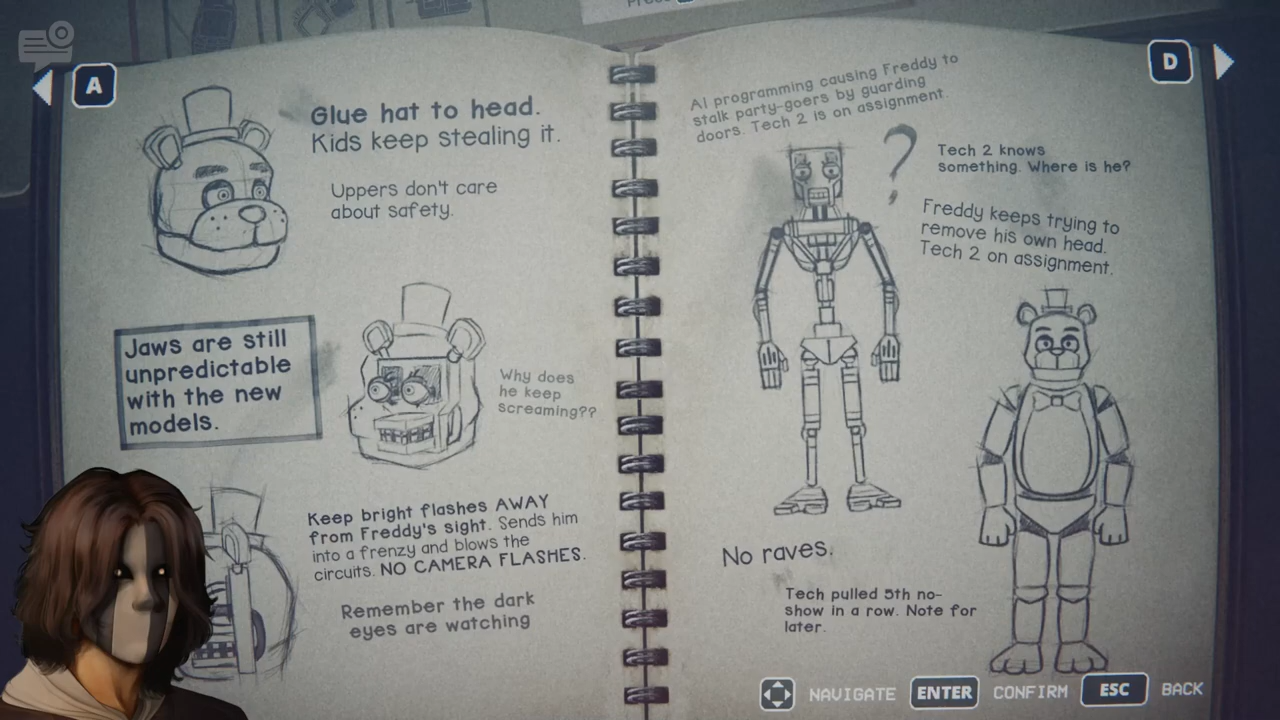 A
D
Glue hat to head.
Kids keep stealing it.
Uppers don't care
about safety.
Jaws are still
unpredictable
with the new
models.
Why does
he keep
screaming??
Keep bright flashes AWAY
from Freddy's sight. Sends him
into a frenzy and blows the
circuits. NO CAMERA FLASHES.
Remember the dark
eyes are watching
AI programming causing Freddy to
stalk party-goers by guarding
doors. Tech 2 is on assignment.
?
Tech 2 knows
something. Where is he?
Freddy keeps trying to
remove his own head.
Tech 2 on assignment.
No raves.
Tech pulled 5th no-
show in a row. Note for
later.
NAVIGATE ENTER CONFIRM ESC BACK